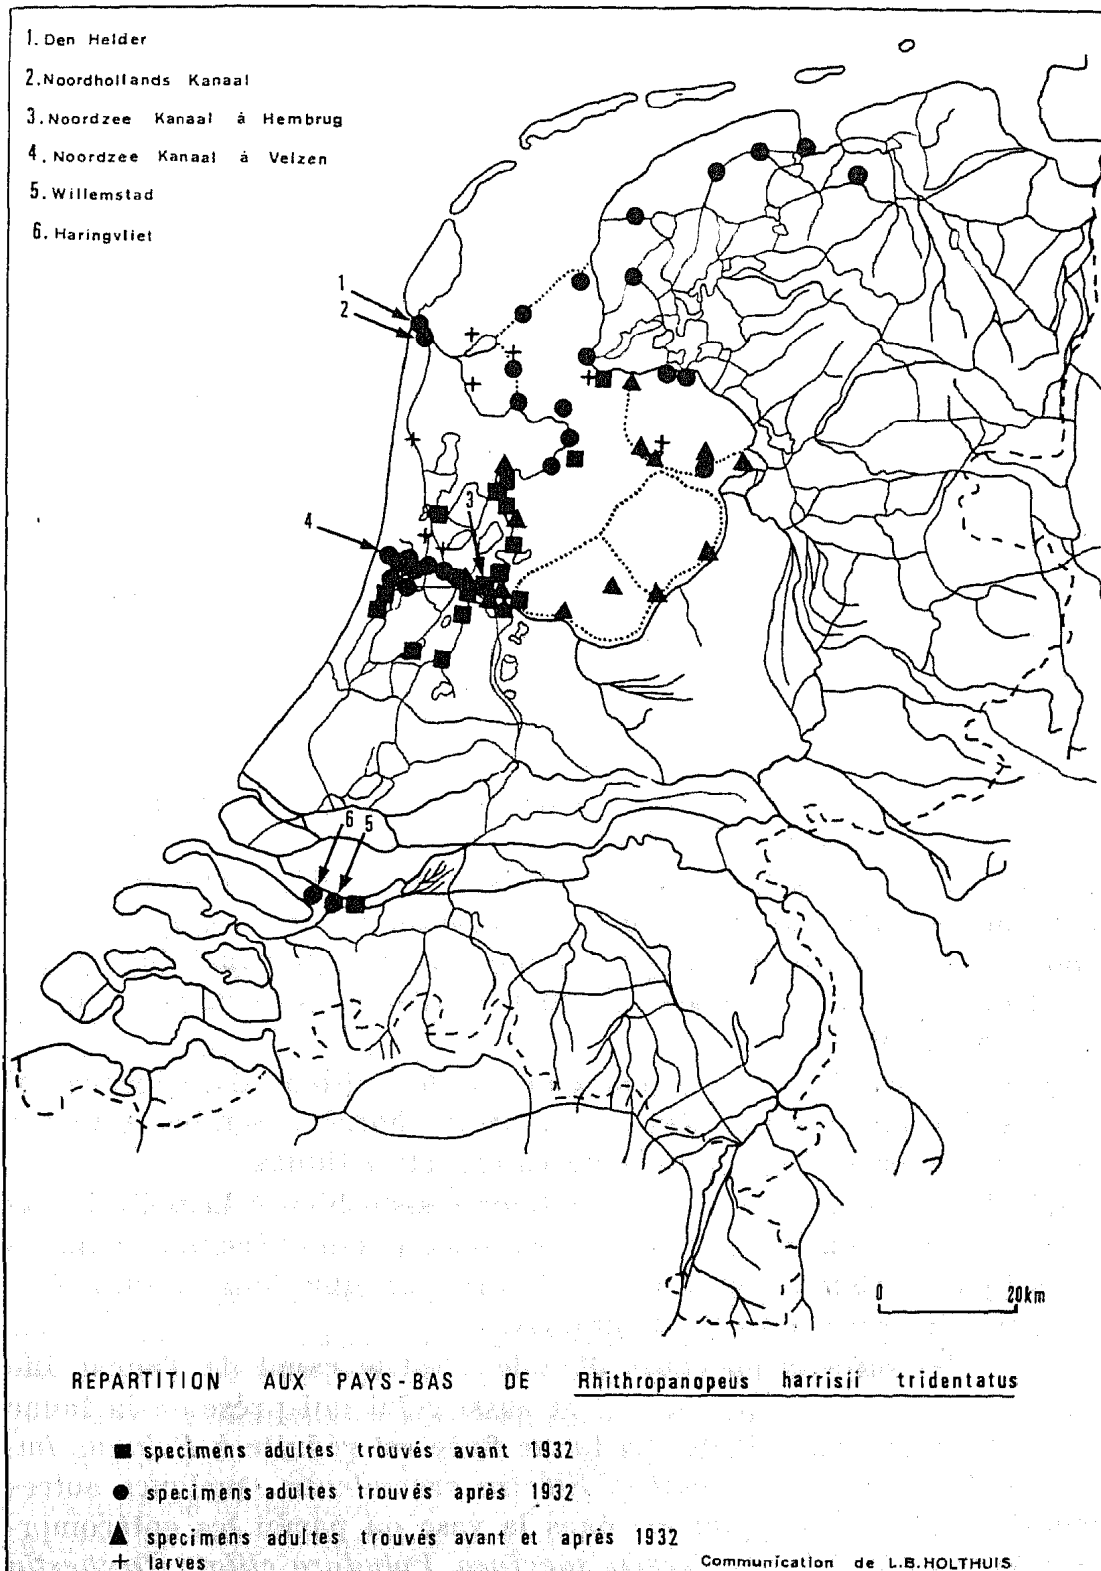 1. Den Helder
2. Noordhollands Kanaal
3. Noordzee Kanaal à Hembrug
4. Noordzee Kanaal à Velzen
5. Willemstad
6. Haringvliet
1
2
3
4
6 5
0 20km
REPARTITION AUX PAYS-BAS DE Rhithropanopeus harrisii tridentatus
■ specimens adultes trouvés avant 1932
● specimens adultes trouvés après 1932
▲ specimens adultes trouvés avant et après 1932
+ larves
Communication de L.B.HOLTHUIS